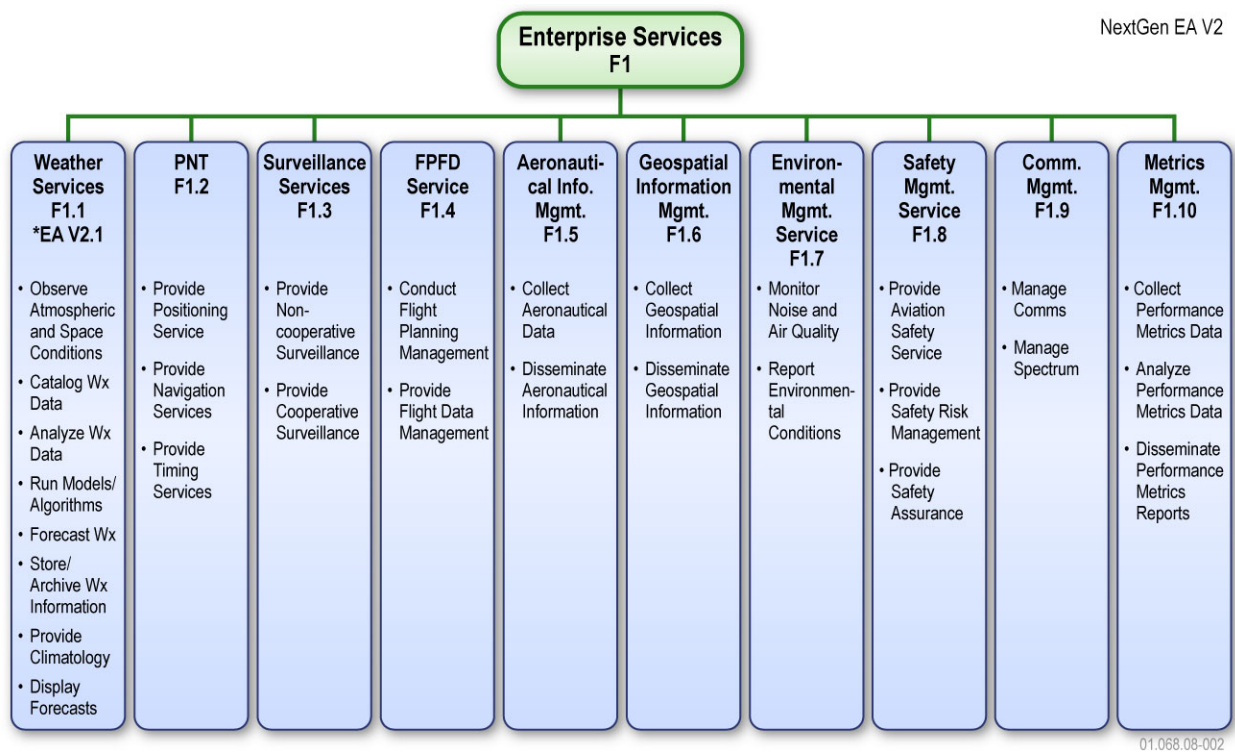 NextGen EA V2
Enterprise Services
F1
Weather
Services
F1.1
*EA V2.1
• Observe
Atmospheric
and Space
Conditions
• Catalog Wx
Data
• Analyze Wx
Data
• Run Models/
Algorithms
• Forecast Wx
• Store/
Archive Wx
Information
• Provide
Climatology
• Display
Forecasts
PNT
F1.2
• Provide
Positioning
Service
• Provide
Navigation
Services
• Provide
Timing
Services
Surveillance
Services
F1.3
• Provide
Non-
cooperative
Surveillance
• Provide
Cooperative
Surveillance
FPFD
Service
F1.4
• Conduct
Flight
Planning
Management
• Provide
Flight Data
Management
Aeronauti-
cal Info.
Mgmt.
F1.5
• Collect
Aeronautical
Data
• Disseminate
Aeronautical
Information
Geospatial
Information
Mgmt.
F1.6
• Collect
Geospatial
Information
• Disseminate
Geospatial
Information
Environ-
mental
Mgmt.
Service
F1.7
• Monitor
Noise and
Air Quality
• Report
Environmen-
tal
Conditions
Safety
Mgmt.
Service
F1.8
• Provide
Aviation
Safety
Service
• Provide
Safety Risk
Management
• Provide
Safety
Assurance
Comm.
Mgmt.
F1.9
• Manage
Comms
• Manage
Spectrum
Metrics
Mgmt.
F1.10
• Collect
Performance
Metrics Data
• Analyze
Performance
Metrics Data
• Disseminate
Performance
Metrics
Reports
01.068.08-002